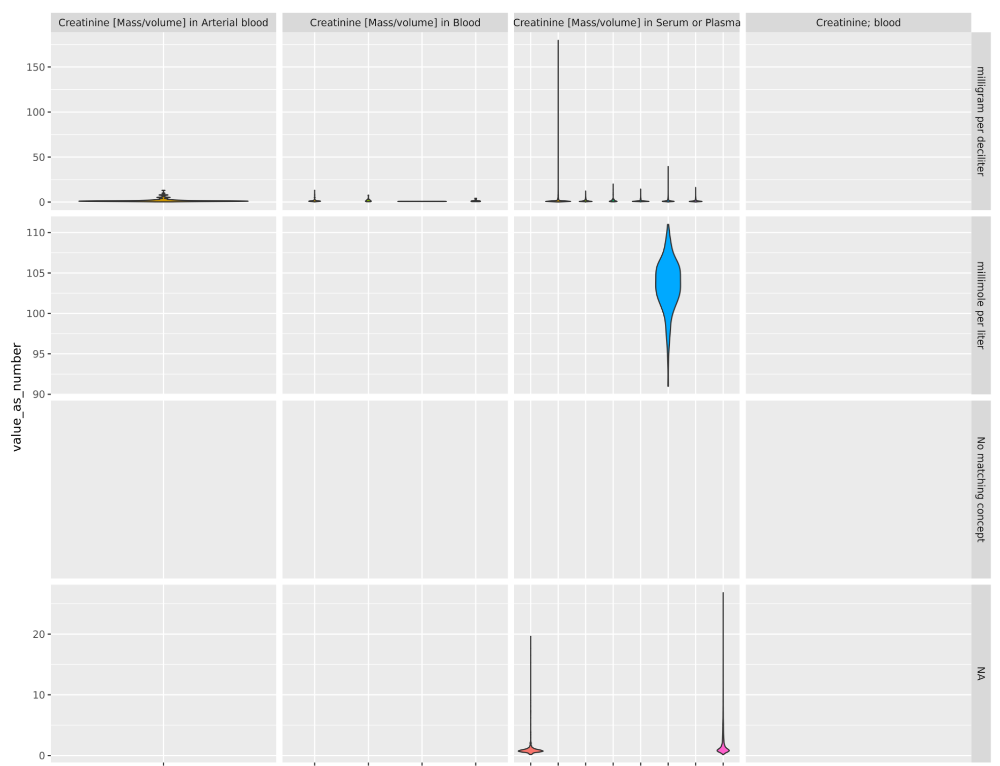 Creatinine [Mass/volume] in Arterial blood
Creatinine [Mass/volume] in Blood
Creatinine [Mass/volume] in Serum or Plasma
Creatinine; blood
value_as_number
150
100
50
0
milligram per deciliter
110
105
100
95
90
millimole per liter
No matching concept
20
10
0
NA